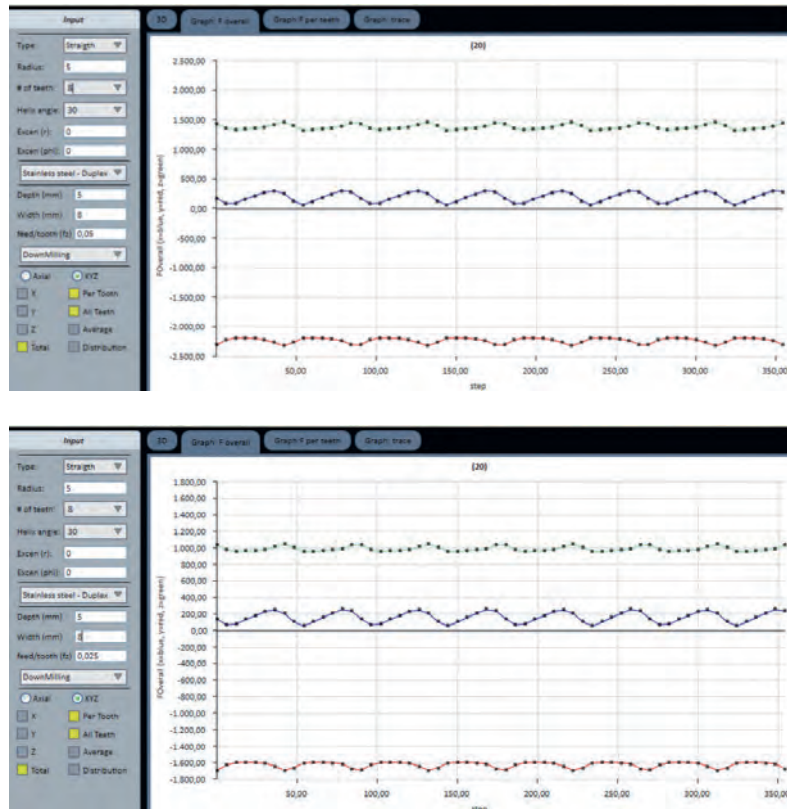 Input
3D Graph: F overall Graph F per teeth Graph: trace
Type: Straigth
Radius: 5
# of teeth: 8
Helix angle: 30
Excen (r): 0
Excen (phi): 0
Stainless steel - Duplex
Depth (mm) 5
Width (mm) 8
feed/tooth (fz) 0,05
DownMilling
Axial XYZ
X Per Tooth
Y All Teeth
Z Average
Total Distribution
(20)
2.500,00
2.000,00
1.500,00
1.000,00
500,00
0,00
-500,00
-1.000,00
-1.500,00
-2.000,00
-2.500,00
FOverall (x=blue, y=red, z=green)
50,00 100,00 150,00 200,00 250,00 300,00 350,00
step
Input
3D Graph: F overall Graph F per teeth Graph: trace
Type: Straigth
Radius: 5
# of teeth: 8
Helix angle: 30
Excen (r): 0
Excen (phi): 0
Stainless steel - Duplex
Depth (mm) 5
Width (mm) 8
feed/tooth (fz) 0,025
DownMilling
Axial XYZ
X Per Tooth
Y All Teeth
Z Average
Total Distribution
(20)
1.800,00
1.600,00
1.400,00
1.200,00
1.000,00
800,00
600,00
400,00
200,00
0,00
-200,00
-400,00
-600,00
-800,00
-1.000,00
-1.200,00
-1.400,00
-1.600,00
-1.800,00
FOverall (x=blue, y=red, z=green)
50,00 100,00 150,00 200,00 250,00 300,00 350,00
step